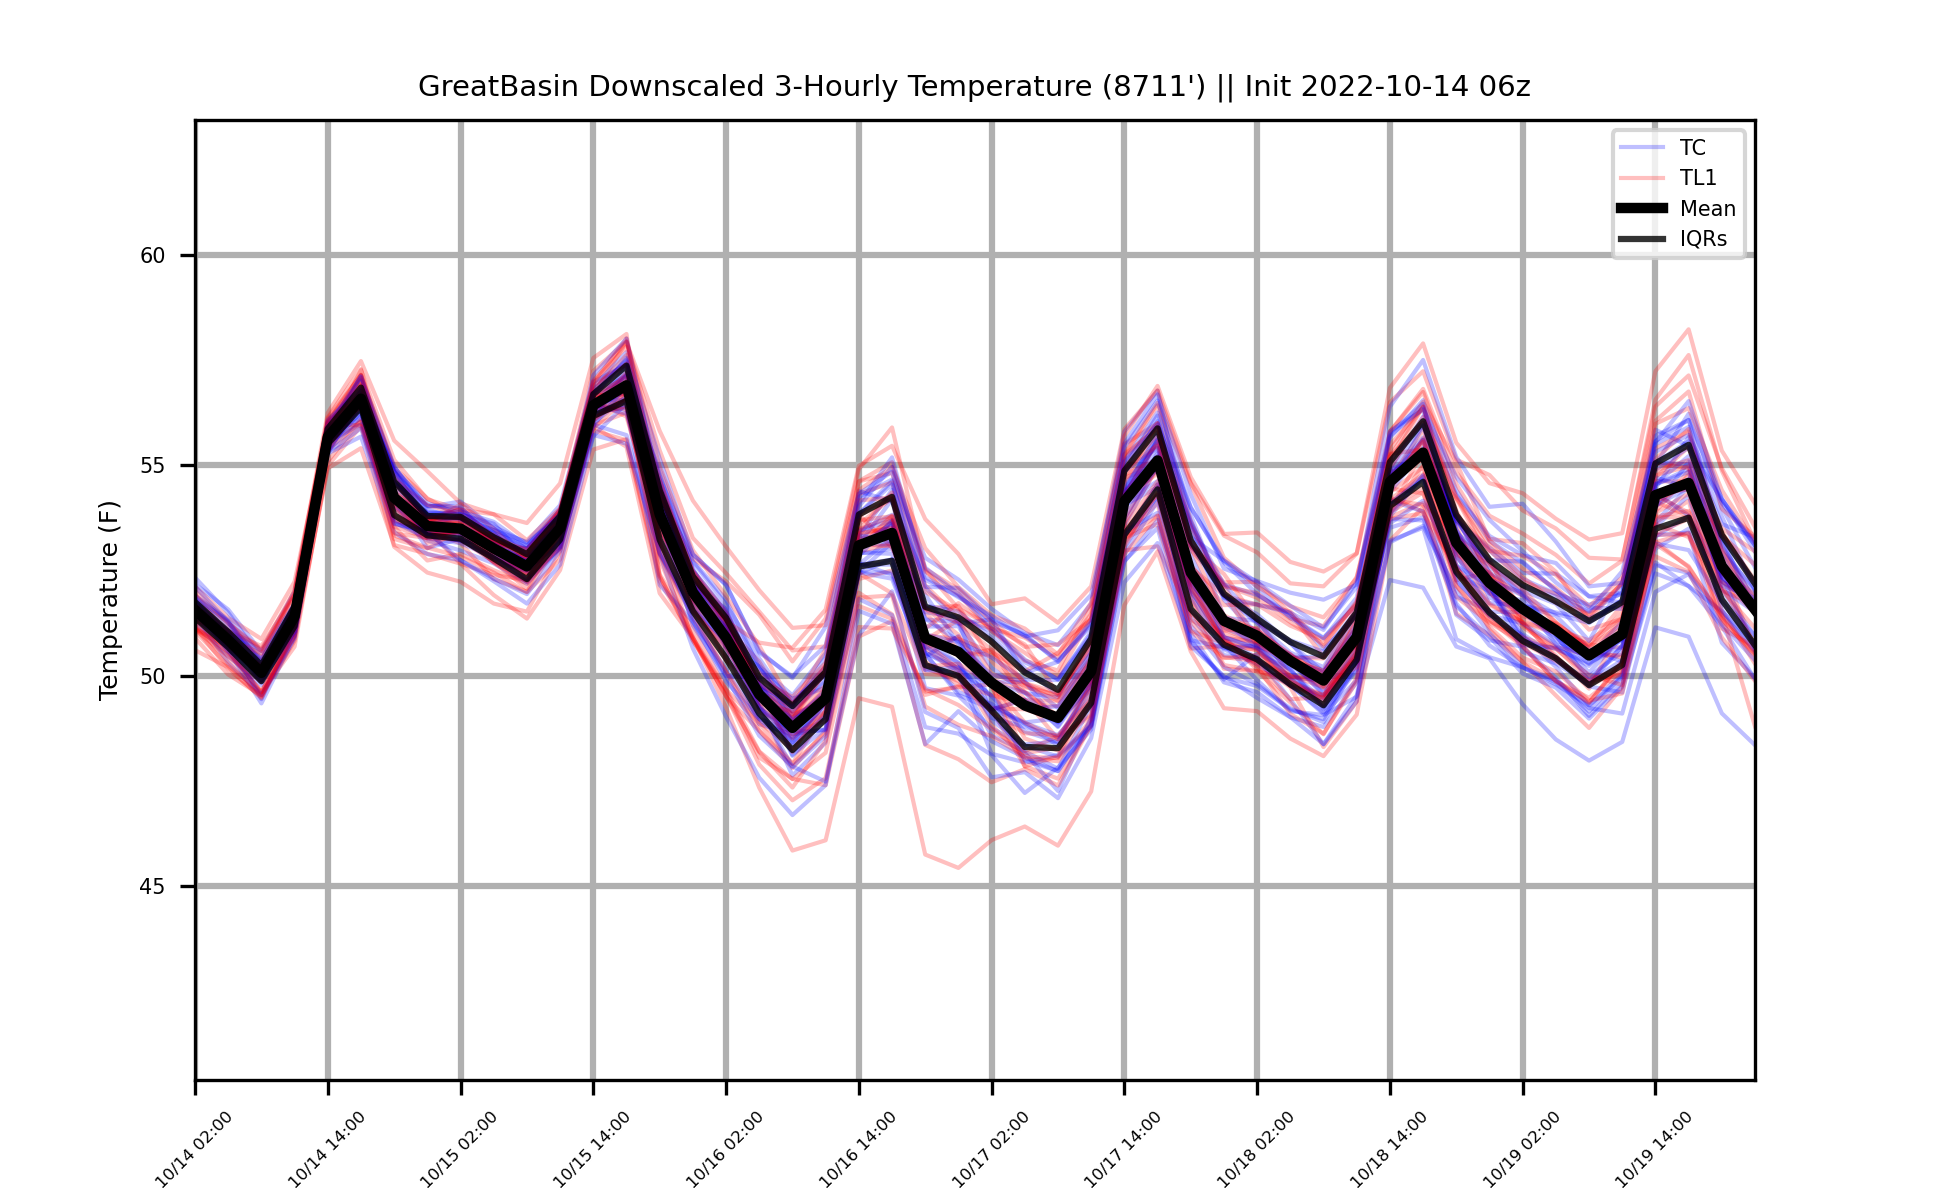 GreatBasin Downscaled 3-Hourly Temperature (8711') || Init 2022-10-14 06z
TC
TL1
Mean
IQRs
Temperature (F)
60
55
50
45
10/14 02:00
10/14 14:00
10/15 02:00
10/15 14:00
10/16 02:00
10/16 14:00
10/17 02:00
10/17 14:00
10/18 02:00
10/18 14:00
10/19 02:00
10/19 14:00